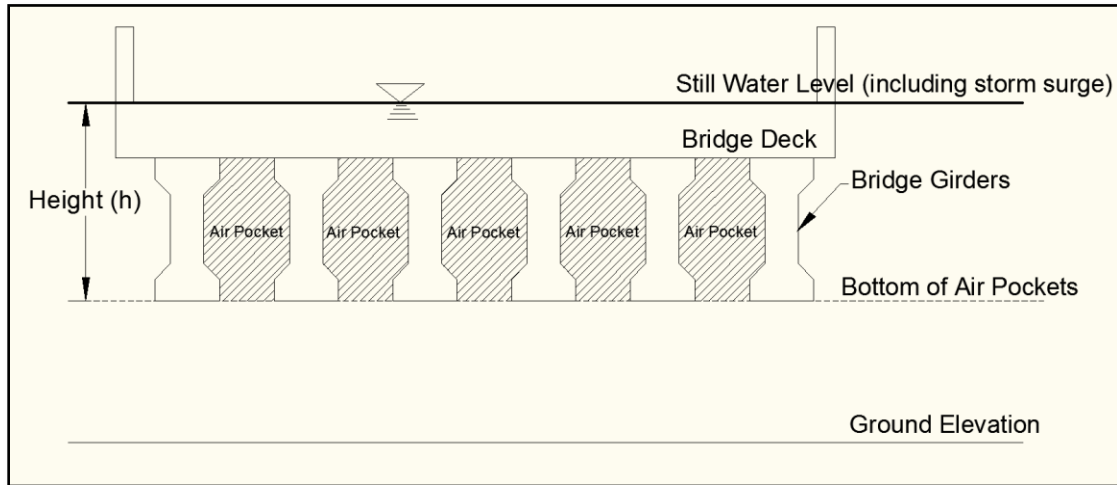 Still Water Level (including storm surge)
Bridge Deck
Bridge Girders
Height (h)
Air Pocket
Air Pocket
Air Pocket
Air Pocket
Air Pocket
Bottom of Air Pockets
Ground Elevation